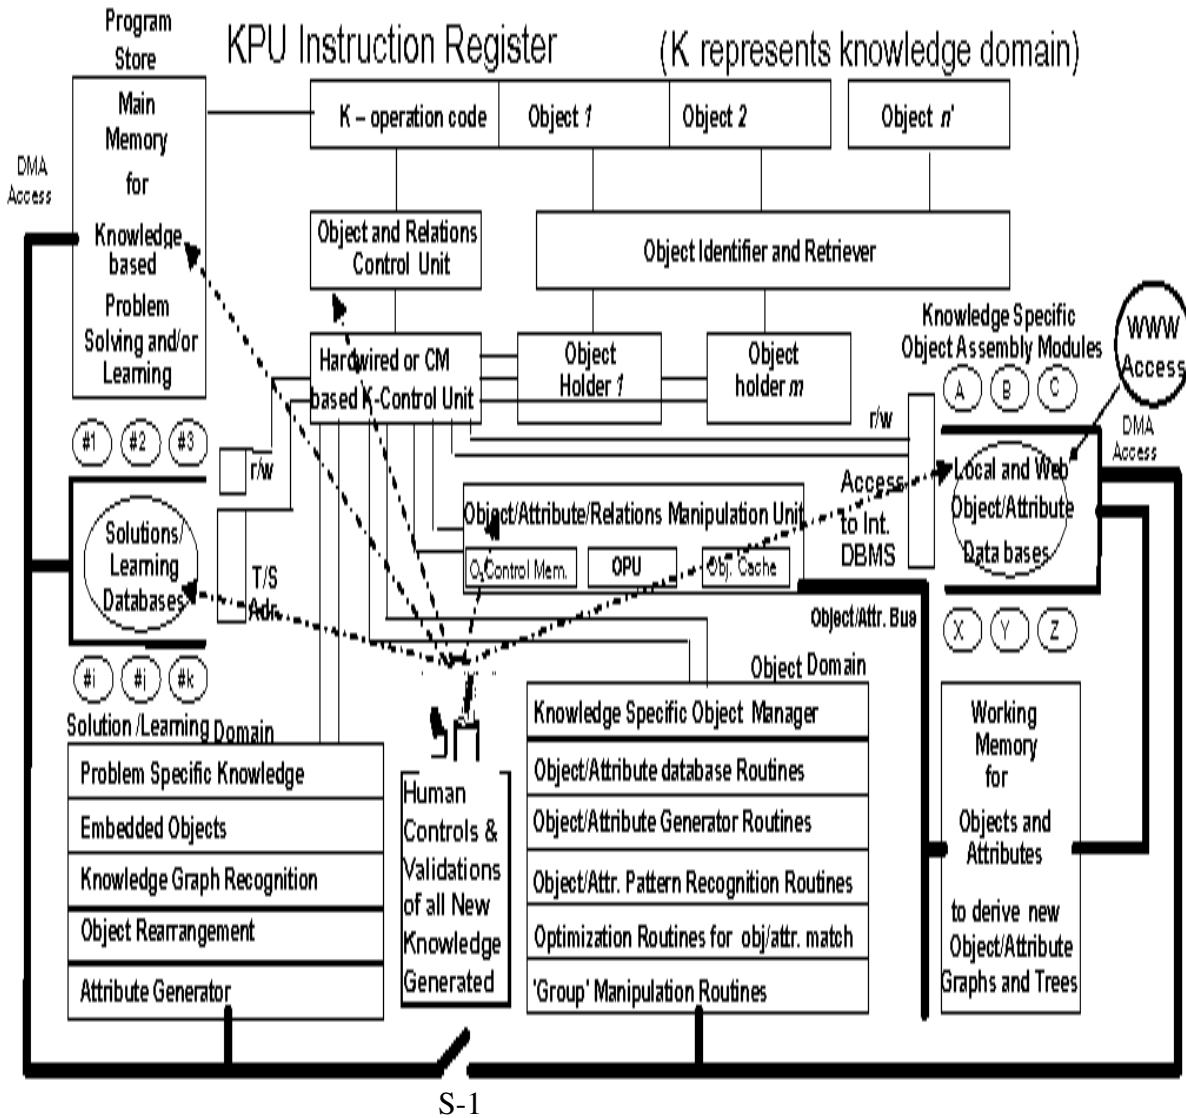 Program
Store
KPU Instruction Register
(K represents knowledge domain)
Main
Memory
for
Knowledge
based
Problem
Solving and/or
Learning
DMA
Access
K – operation code
Object 1
Object 2
Object n'
Object and Relations
Control Unit
Object Identifier and Retriever
Hardwired or CM
based K-Control Unit
Object
Holder 1
Object
holder m
Knowledge Specific
Object Assembly Modules
A
B
C
WWW
Access
DMA
Access
r/w
#1
#2
#3
r/w
Solutions/
Learning
Databases
T/S
Adr.
#i
#j
#k
Object/Attribute/Relations Manipulation Unit
Control Mem.
OPU
Obj. Cache
Access
to Int.
DBMS
Local and Web
Object/Attribute
Data bases
Object/Attr. Bus
X
Y
Z
Solution /Learning Domain
Problem Specific Knowledge
Embedded Objects
Knowledge Graph Recognition
Object Rearrangement
Attribute Generator
Human
Controls &
Validations
of all New
Knowledge
Generated
Object Domain
Knowledge Specific Object Manager
Object/Attribute database Routines
Object/Attribute Generator Routines
Object/Attr. Pattern Recognition Routines
Optimization Routines for obj/attr. match
'Group' Manipulation Routines
Working
Memory
for
Objects and
Attributes
to derive new
Object/Attribute
Graphs and Trees
S-1